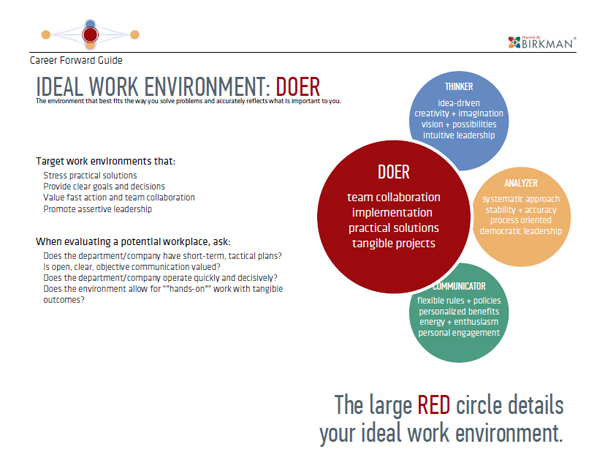 Powered By
BIRKMAN®
Career Forward Guide
IDEAL WORK ENVIRONMENT: DOER
The environment that best fits the way you solve problems and accurately reflects what is important to you.
Target work environments that:
Stress practical solutions
Provide clear goals and decisions
Value fast action and team collaboration
Promote assertive leadership
When evaluating a potential workplace, ask:
Does the department/company have short-term, tactical plans?
Is open, clear, objective communication valued?
Does the department/company operate quickly and decisively?
Does the environment allow for ""hands-on"" work with tangible
outcomes?
THINKER
idea-driven
creativity + imagination
vision + possibilities
intuitive leadership
DOER
team collaboration
implementation
practical solutions
tangible projects
ANALYZER
systematic approach
stability + accuracy
process oriented
democratic leadership
COMMUNICATOR
flexible rules + policies
personalized benefits
energy + enthusiasm
personal engagement
The large RED circle details
your ideal work environment.